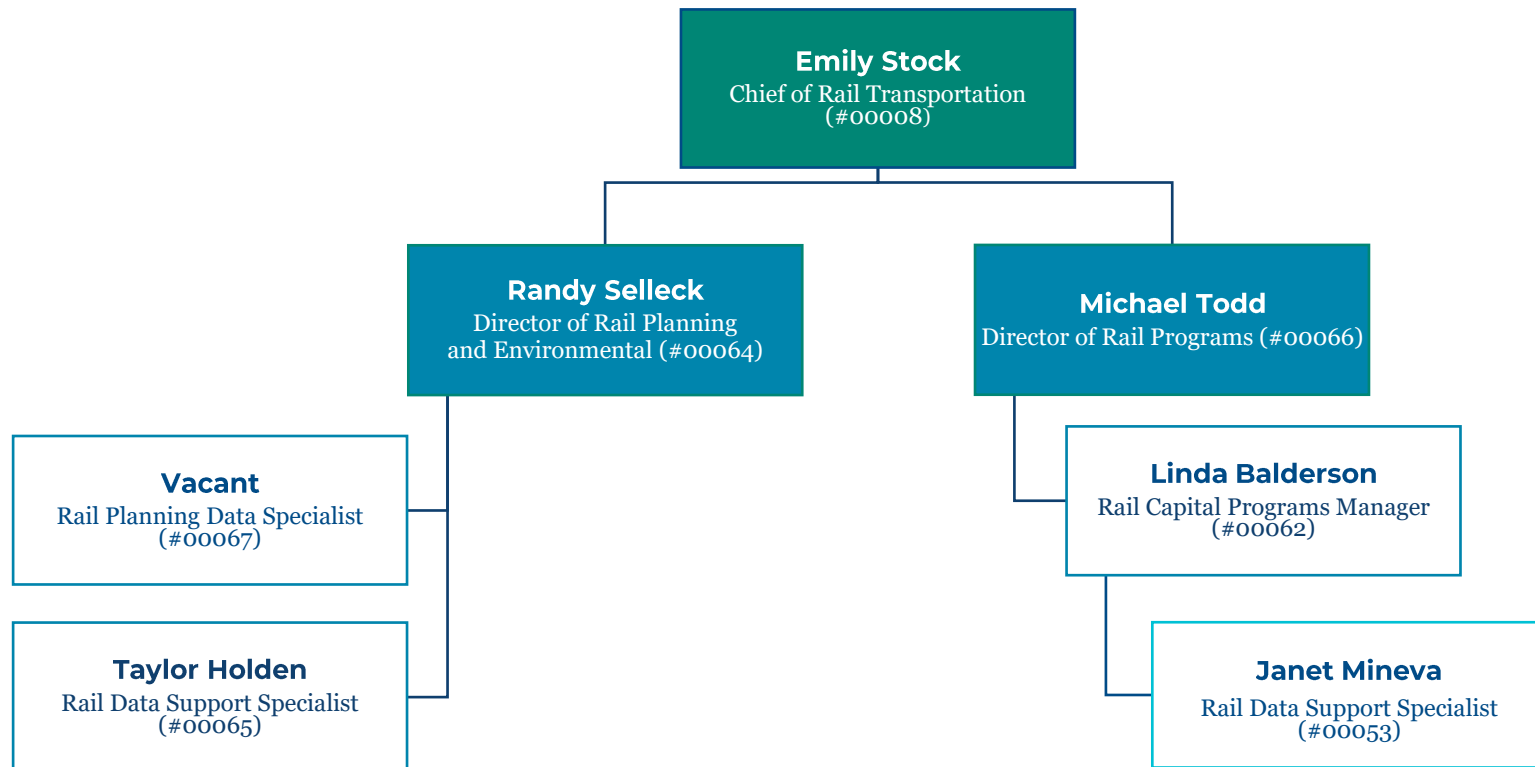 Emily Stock
Chief of Rail Transportation
(#00008)
Randy Selleck
Director of Rail Planning
and Environmental (#00064)
Michael Todd
Director of Rail Programs (#00066)
Vacant
Rail Planning Data Specialist
(#00067)
Linda Balderson
Rail Capital Programs Manager
(#00062)
Taylor Holden
Rail Data Support Specialist
(#00065)
Janet Mineva
Rail Data Support Specialist
(#00053)